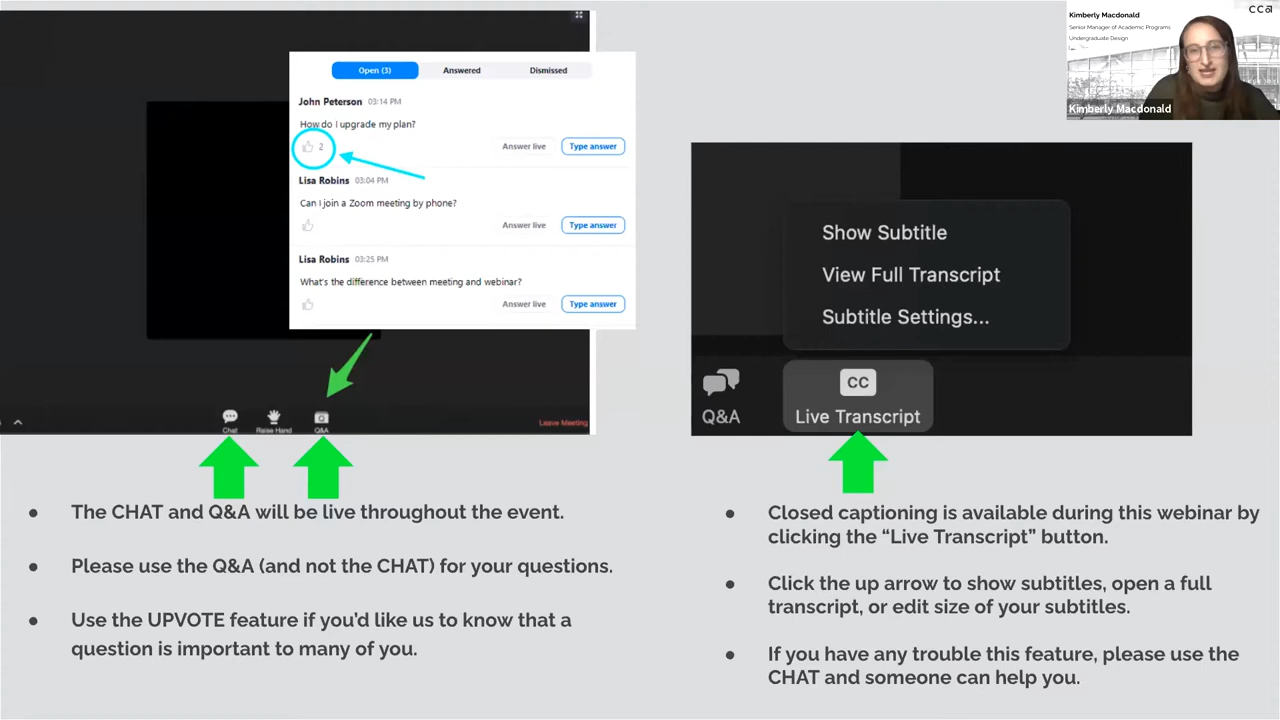 Open (3)
Answered
Dismissed
John Peterson 03:14 PM
How do I upgrade my plan?
2
Answer live
Type answer
Lisa Robins 03:04 PM
Can I join a Zoom meeting by phone?
Answer live
Type answer
Lisa Robins 03:25 PM
What's the difference between meeting and webinar?
Answer live
Type answer
Chat
Raise Hand
Q&A
Leave Meeting
The CHAT and Q&A will be live throughout the event.
Please use the Q&A (and not the CHAT) for your questions.
Use the UPVOTE feature if you'd like us to know that a
question is important to many of you.
cca
Kimberly Macdonald
Senior Manager of Academic Programs
Undergraduate Design
Kimberly Macdonald
Show Subtitle
View Full Transcript
Subtitle Settings...
Q&A
CC
Live Transcript
Closed captioning is available during this webinar by
clicking the “Live Transcript” button.
Click the up arrow to show subtitles, open a full
transcript, or edit size of your subtitles.
If you have any trouble this feature, please use the
CHAT and someone can help you.